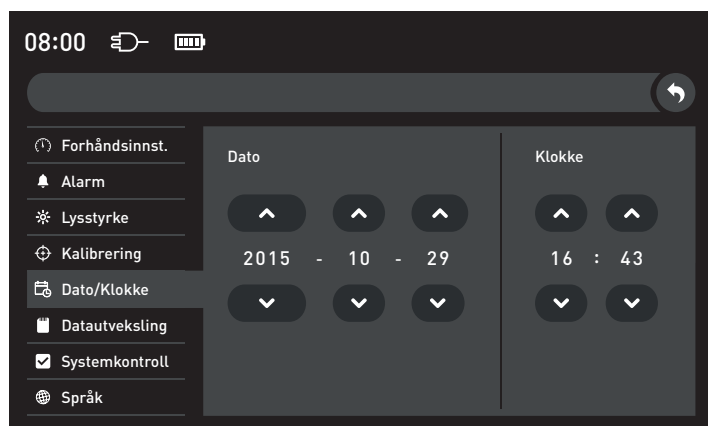 08:00
Forhåndsinnst.
Alarm
Lysstyrke
Kalibrering
Dato/Klokke
Datautveksling
Systemkontroll
Språk
Dato
2015 - 10 - 29
Klokke
16 : 43